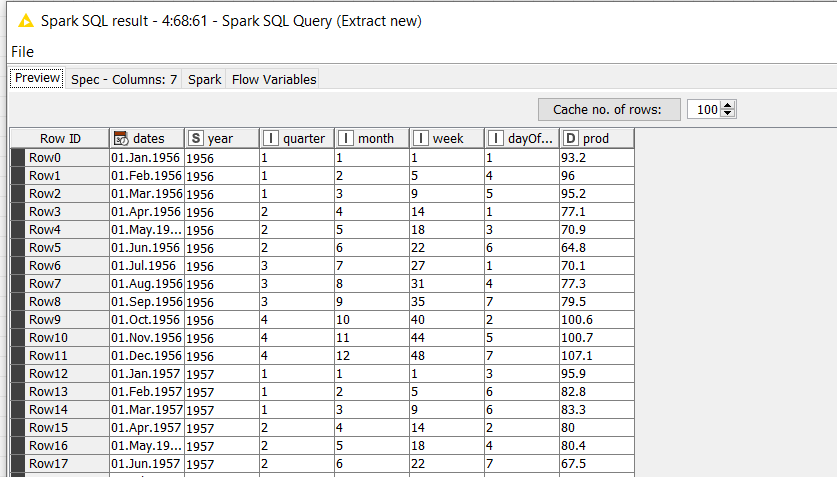 Spark SQL result - 4:68:61 - Spark SQL Query (Extract new)
File
Preview Spec - Columns: 7 Spark Flow Variables
Cache no. of rows: 100
Row ID dates S year I quarter I month I week I dayOf... D prod
Row0 01.Jan.1956 1956 1 1 1 1 93.2
Row1 01.Feb.1956 1956 1 2 5 4 96
Row2 01.Mar.1956 1956 1 3 9 5 95.2
Row3 01.Apr.1956 1956 2 4 14 1 77.1
Row4 01.May.19... 1956 2 5 18 3 70.9
Row5 01.Jun.1956 1956 2 6 22 6 64.8
Row6 01.Jul.1956 1956 3 7 27 1 70.1
Row7 01.Aug.1956 1956 3 8 31 4 77.3
Row8 01.Sep.1956 1956 3 9 35 7 79.5
Row9 01.Oct.1956 1956 4 10 40 2 100.6
Row10 01.Nov.1956 1956 4 11 44 5 100.7
Row11 01.Dec.1956 1956 4 12 48 7 107.1
Row12 01.Jan.1957 1957 1 1 1 3 95.9
Row13 01.Feb.1957 1957 1 2 5 6 82.8
Row14 01.Mar.1957 1957 1 3 9 6 83.3
Row15 01.Apr.1957 1957 2 4 14 2 80
Row16 01.May.19... 1957 2 5 18 4 80.4
Row17 01.Jun.1957 1957 2 6 22 7 67.5